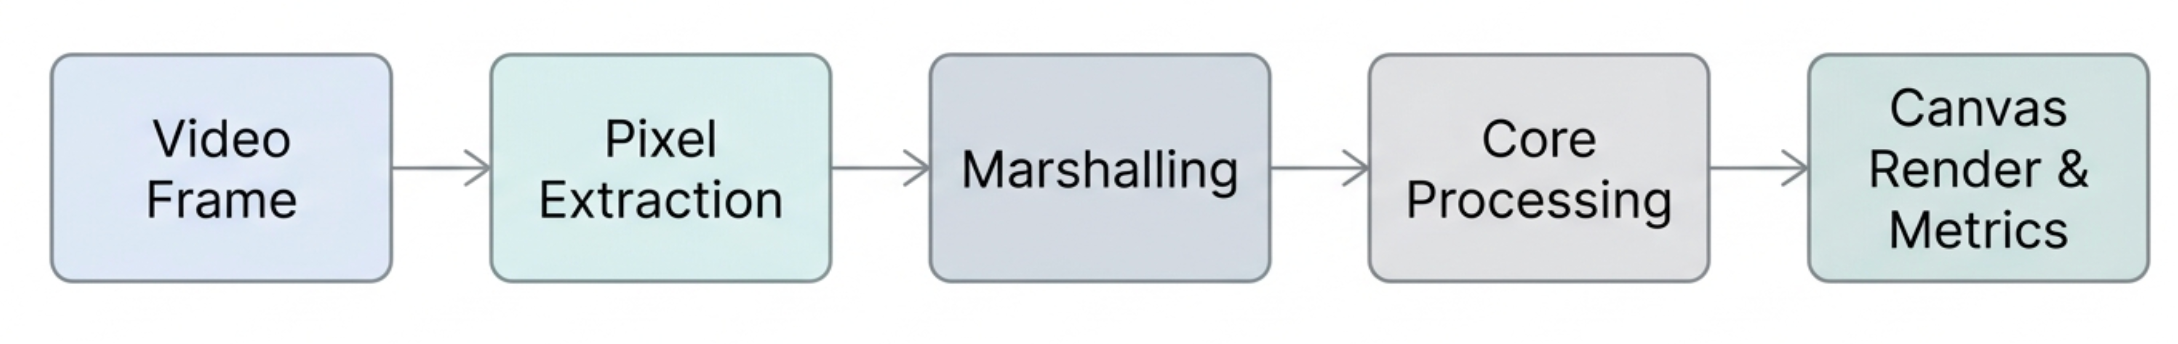 Video
Frame
Pixel
Extraction
Marshalling
Core
Processing
Canvas
Render &
Metrics